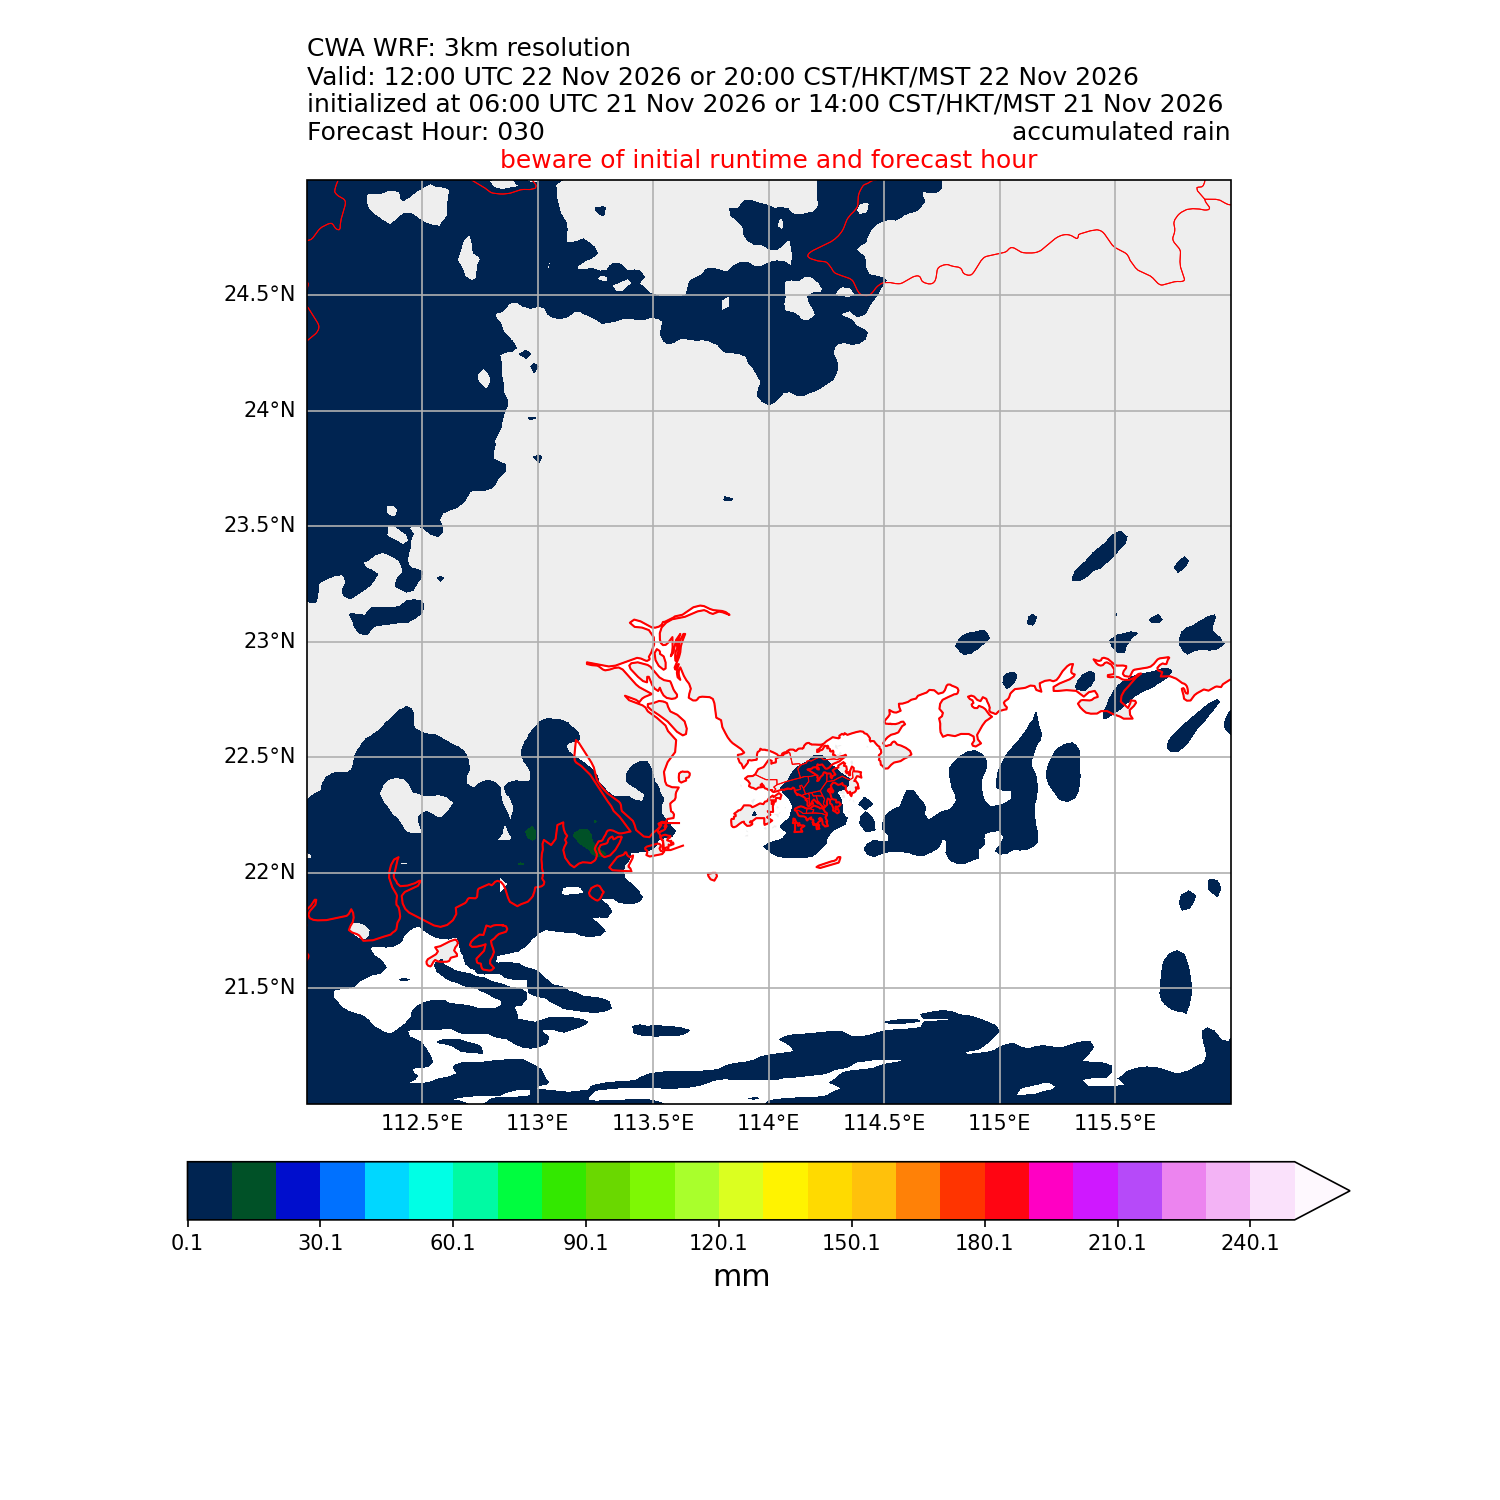 CWA WRF: 3km resolution
Valid: 12:00 UTC 22 Nov 2026 or 20:00 CST/HKT/MST 22 Nov 2026
initialized at 06:00 UTC 21 Nov 2026 or 14:00 CST/HKT/MST 21 Nov 2026
Forecast Hour: 030 accumulated rain
beware of initial runtime and forecast hour
24.5°N
24°N
23.5°N
23°N
22.5°N
22°N
21.5°N
112.5°E 113°E 113.5°E 114°E 114.5°E 115°E 115.5°E
0.1 30.1 60.1 90.1 120.1 150.1 180.1 210.1 240.1
mm